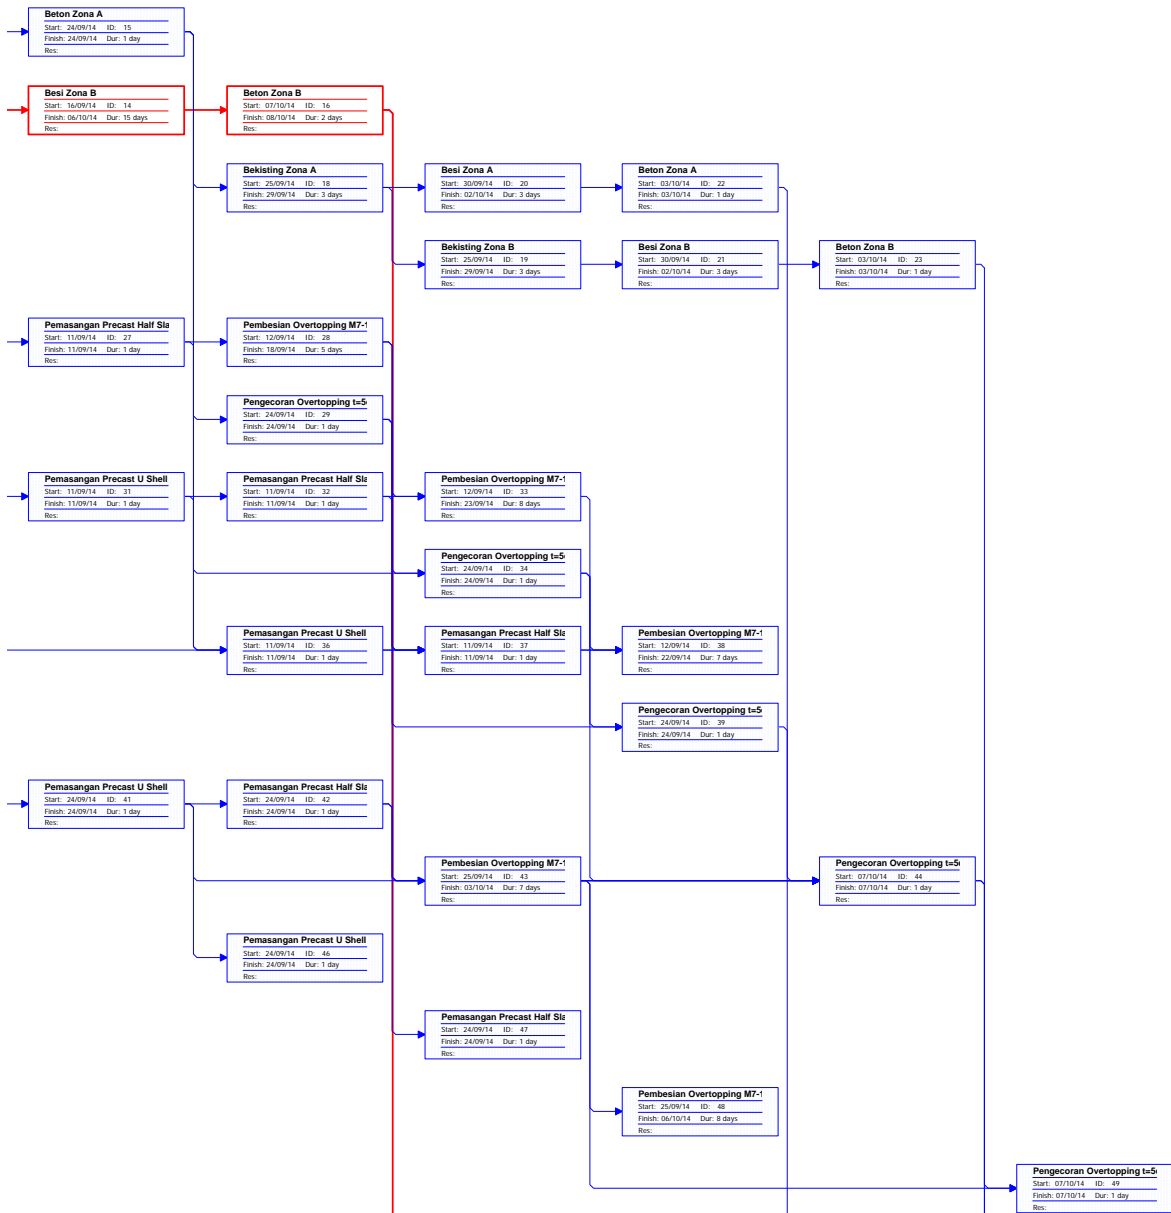 Beton Zona A
Start: 24/09/14 ID: 15
Finish: 24/09/14 Dur: 1 day
Res:
Besi Zona B
Start: 16/09/14 ID: 14
Finish: 06/10/14 Dur: 15 days
Res:
Beton Zona B
Start: 07/10/14 ID: 16
Finish: 08/10/14 Dur: 2 days
Res:
Bekisting Zona A
Start: 25/09/14 ID: 18
Finish: 29/09/14 Dur: 3 days
Res:
Besi Zona A
Start: 30/09/14 ID: 20
Finish: 02/10/14 Dur: 3 days
Res:
Beton Zona A
Start: 03/10/14 ID: 22
Finish: 03/10/14 Dur: 1 day
Res:
Bekisting Zona B
Start: 25/09/14 ID: 19
Finish: 29/09/14 Dur: 3 days
Res:
Besi Zona B
Start: 30/09/14 ID: 21
Finish: 02/10/14 Dur: 3 days
Res:
Beton Zona B
Start: 03/10/14 ID: 23
Finish: 03/10/14 Dur: 1 day
Res:
Pemasangan Precast Half Sla
Start: 11/09/14 ID: 27
Finish: 11/09/14 Dur: 1 day
Res:
Pembesian Overtopping M7-1
Start: 12/09/14 ID: 28
Finish: 18/09/14 Dur: 5 days
Res:
Pengecoran Overtopping t=5
Start: 24/09/14 ID: 29
Finish: 24/09/14 Dur: 1 day
Res:
Pemasangan Precast U Shell
Start: 11/09/14 ID: 31
Finish: 11/09/14 Dur: 1 day
Res:
Pemasangan Precast Half Sla
Start: 11/09/14 ID: 32
Finish: 11/09/14 Dur: 1 day
Res:
Pembesian Overtopping M7-1
Start: 12/09/14 ID: 33
Finish: 23/09/14 Dur: 8 days
Res:
Pengecoran Overtopping t=5
Start: 24/09/14 ID: 34
Finish: 24/09/14 Dur: 1 day
Res:
Pemasangan Precast U Shell
Start: 11/09/14 ID: 36
Finish: 11/09/14 Dur: 1 day
Res:
Pemasangan Precast Half Sla
Start: 11/09/14 ID: 37
Finish: 11/09/14 Dur: 1 day
Res:
Pembesian Overtopping M7-1
Start: 12/09/14 ID: 38
Finish: 22/09/14 Dur: 7 days
Res:
Pengecoran Overtopping t=5
Start: 24/09/14 ID: 39
Finish: 24/09/14 Dur: 1 day
Res:
Pemasangan Precast U Shell
Start: 24/09/14 ID: 41
Finish: 24/09/14 Dur: 1 day
Res:
Pemasangan Precast Half Sla
Start: 24/09/14 ID: 42
Finish: 24/09/14 Dur: 1 day
Res:
Pembesian Overtopping M7-1
Start: 25/09/14 ID: 43
Finish: 03/10/14 Dur: 7 days
Res:
Pengecoran Overtopping t=5
Start: 07/10/14 ID: 44
Finish: 07/10/14 Dur: 1 day
Res:
Pemasangan Precast U Shell
Start: 24/09/14 ID: 46
Finish: 24/09/14 Dur: 1 day
Res:
Pemasangan Precast Half Sla
Start: 24/09/14 ID: 47
Finish: 24/09/14 Dur: 1 day
Res:
Pembesian Overtopping M7-1
Start: 25/09/14 ID: 48
Finish: 06/10/14 Dur: 8 days
Res:
Pengecoran Overtopping t=5
Start: 07/10/14 ID: 49
Finish: 07/10/14 Dur: 1 day
Res: